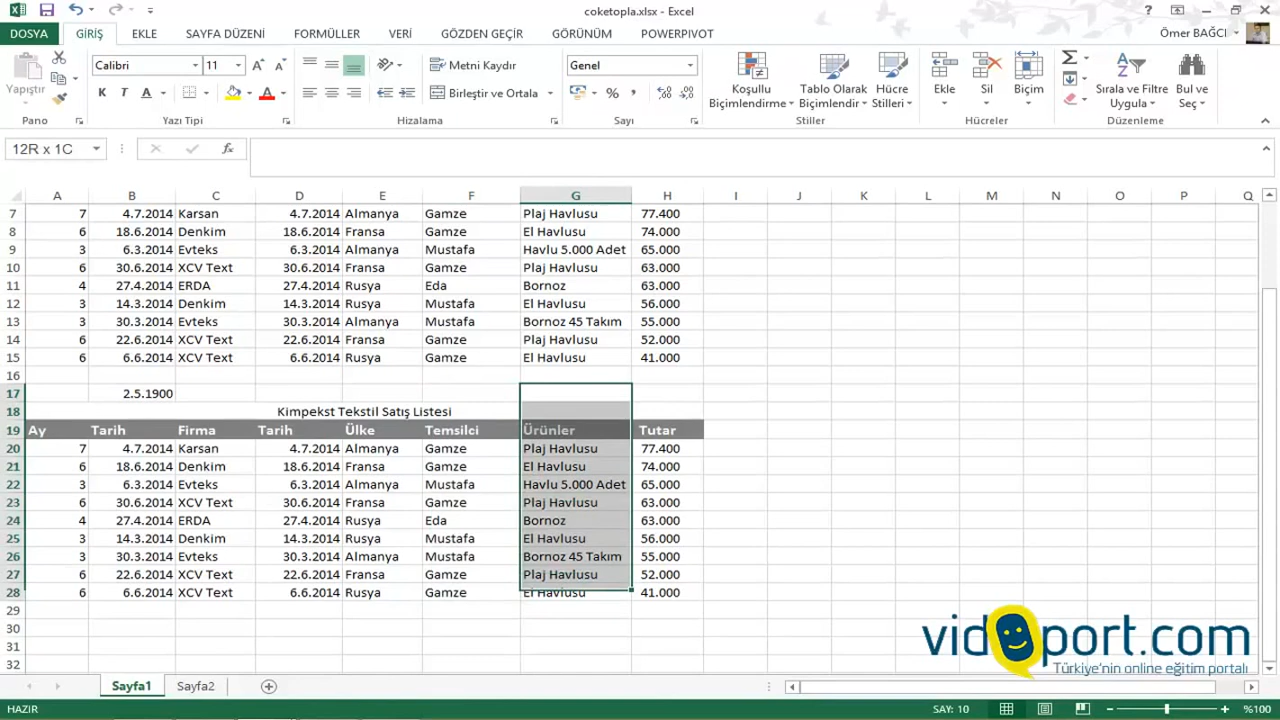 coketopla.xlsx - Excel
DOSYA GİRİŞ EKLE SAYFA DÜZENİ FORMÜLLER VERİ GÖZDEN GEÇİR GÖRÜNÜM POWERPIVOT Ömer BAĞCI
Calibri 11 Metni Kaydır Genel
Yapıştır Birleştir ve Ortala Koşullu Biçimlendirme Tablo Olarak Biçimlendir Hücre Stilleri Ekle Sil Biçim Sırala ve Filtre Uygula Bul ve Seç
Pano Yazı Tipi Hizalama Sayı Stiller Hücreler Düzenleme
12R x 1C
A B C D E F G H I J K L M N O P Q
7 7 4.7.2014 Karsan 4.7.2014 Almanya Gamze Plaj Havlusu 77.400
8 6 18.6.2014 Denkim 18.6.2014 Fransa Gamze El Havlusu 74.000
9 3 6.3.2014 Evteks 6.3.2014 Almanya Mustafa Havlu 5.000 Adet 65.000
10 6 30.6.2014 XCV Text 30.6.2014 Fransa Gamze Plaj Havlusu 63.000
11 4 27.4.2014 ERDA 27.4.2014 Rusya Eda Bornoz 63.000
12 3 14.3.2014 Denkim 14.3.2014 Rusya Mustafa El Havlusu 56.000
13 3 30.3.2014 Evteks 30.3.2014 Almanya Mustafa Bornoz 45 Takım 55.000
14 6 22.6.2014 XCV Text 22.6.2014 Fransa Gamze Plaj Havlusu 52.000
15 6 6.6.2014 XCV Text 6.6.2014 Rusya Gamze El Havlusu 41.000
16
17 2.5.1900
18 Kimpekst Tekstil Satış Listesi
19 Ay Tarih Firma Tarih Ülke Temsilci Ürünler Tutar
20 7 4.7.2014 Karsan 4.7.2014 Almanya Gamze Plaj Havlusu 77.400
21 6 18.6.2014 Denkim 18.6.2014 Fransa Gamze El Havlusu 74.000
22 3 6.3.2014 Evteks 6.3.2014 Almanya Mustafa Havlu 5.000 Adet 65.000
23 6 30.6.2014 XCV Text 30.6.2014 Fransa Gamze Plaj Havlusu 63.000
24 4 27.4.2014 ERDA 27.4.2014 Rusya Eda Bornoz 63.000
25 3 14.3.2014 Denkim 14.3.2014 Rusya Mustafa El Havlusu 56.000
26 3 30.3.2014 Evteks 30.3.2014 Almanya Mustafa Bornoz 45 Takım 55.000
27 6 22.6.2014 XCV Text 22.6.2014 Fransa Gamze Plaj Havlusu 52.000
28 6 6.6.2014 XCV Text 6.6.2014 Rusya Gamze El Havlusu 41.000
29
30
31
32
vidoport.com
Türkiye'nin online eğitim portalı
Sayfa1 Sayfa2
HAZIR SAY: 10 %100